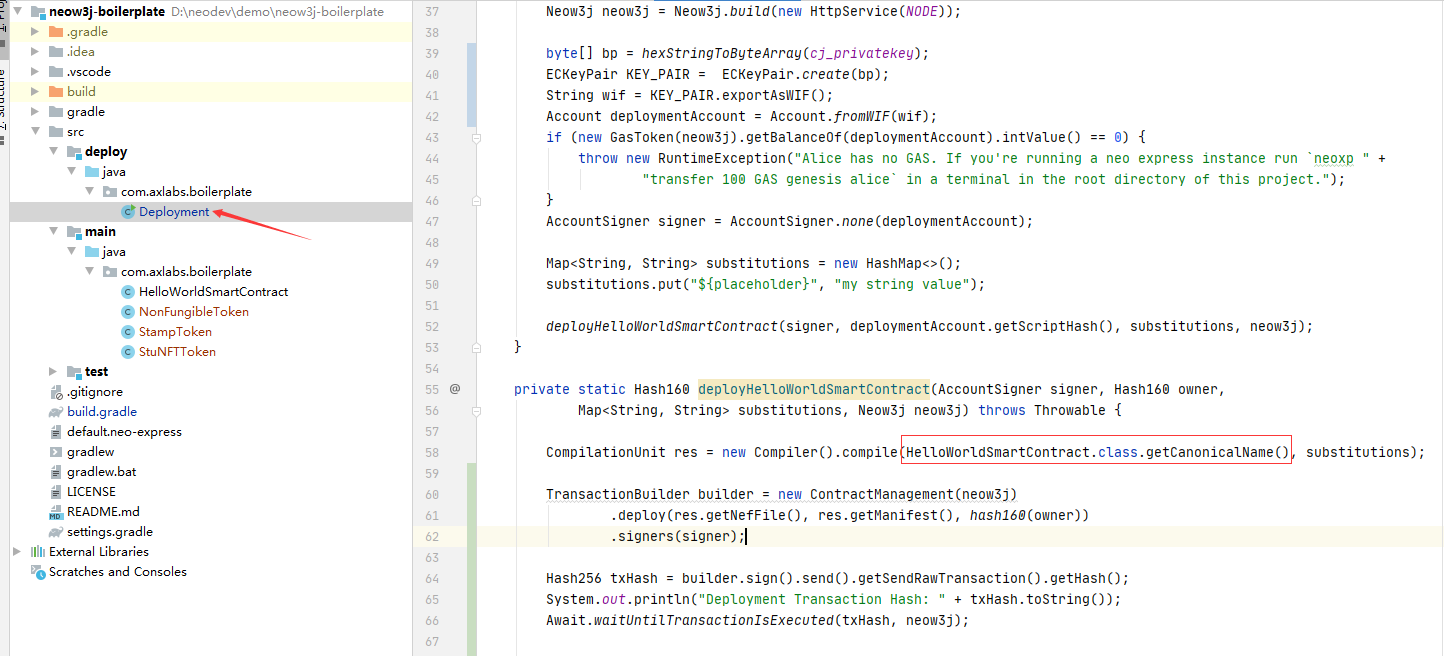 neow3j-boilerplate D:\neodev\demo\neow3j-boilerplate
.gradle
.idea
.vscode
build
gradle
src
deploy
java
com.axlabs.boilerplate
Deployment
main
java
com.axlabs.boilerplate
HelloWorldSmartContract
NonFungibleToken
StampToken
StuNFTToken
test
.gitignore
build.gradle
default.neo-express
gradlew
gradlew.bat
LICENSE
README.md
settings.gradle
External Libraries
Scratches and Consoles
37 Neow3j neow3j = Neow3j.build(new HttpService(NODE));
38
39 byte[] bp = hexStringToByteArray(cj_privatekey);
40 ECKeyPair KEY_PAIR =  ECKeyPair.create(bp);
41 String wif = KEY_PAIR.exportAsWIF();
42 Account deploymentAccount = Account.fromWIF(wif);
43 if (new GasToken(neow3j).getBalanceOf(deploymentAccount).intValue() == 0) {
44 throw new RuntimeException("Alice has no GAS. If you're running a neo express instance run `neoxp " +
45 "transfer 100 GAS genesis alice` in a terminal in the root directory of this project.");
46 }
47 AccountSigner signer = AccountSigner.none(deploymentAccount);
48
49 Map<String, String> substitutions = new HashMap<>();
50 substitutions.put("${placeholder}", "my string value");
51
52 deployHelloWorldSmartContract(signer, deploymentAccount.getScriptHash(), substitutions, neow3j);
53 }
54
55 @ private static Hash160 deployHelloWorldSmartContract(AccountSigner signer, Hash160 owner,
56 Map<String, String> substitutions, Neow3j neow3j) throws Throwable {
57
58 CompilationUnit res = new Compiler().compile(HelloWorldSmartContract.class.getCanonicalName(), substitutions);
59
60 TransactionBuilder builder = new ContractManagement(neow3j)
61 .deploy(res.getNefFile(), res.getManifest(), hash160(owner))
62 .signers(signer);
63
64 Hash256 txHash = builder.sign().send().getSendRawTransaction().getHash();
65 System.out.println("Deployment Transaction Hash: " + txHash.toString());
66 Await.waitUntilTransactionIsExecuted(txHash, neow3j);
67